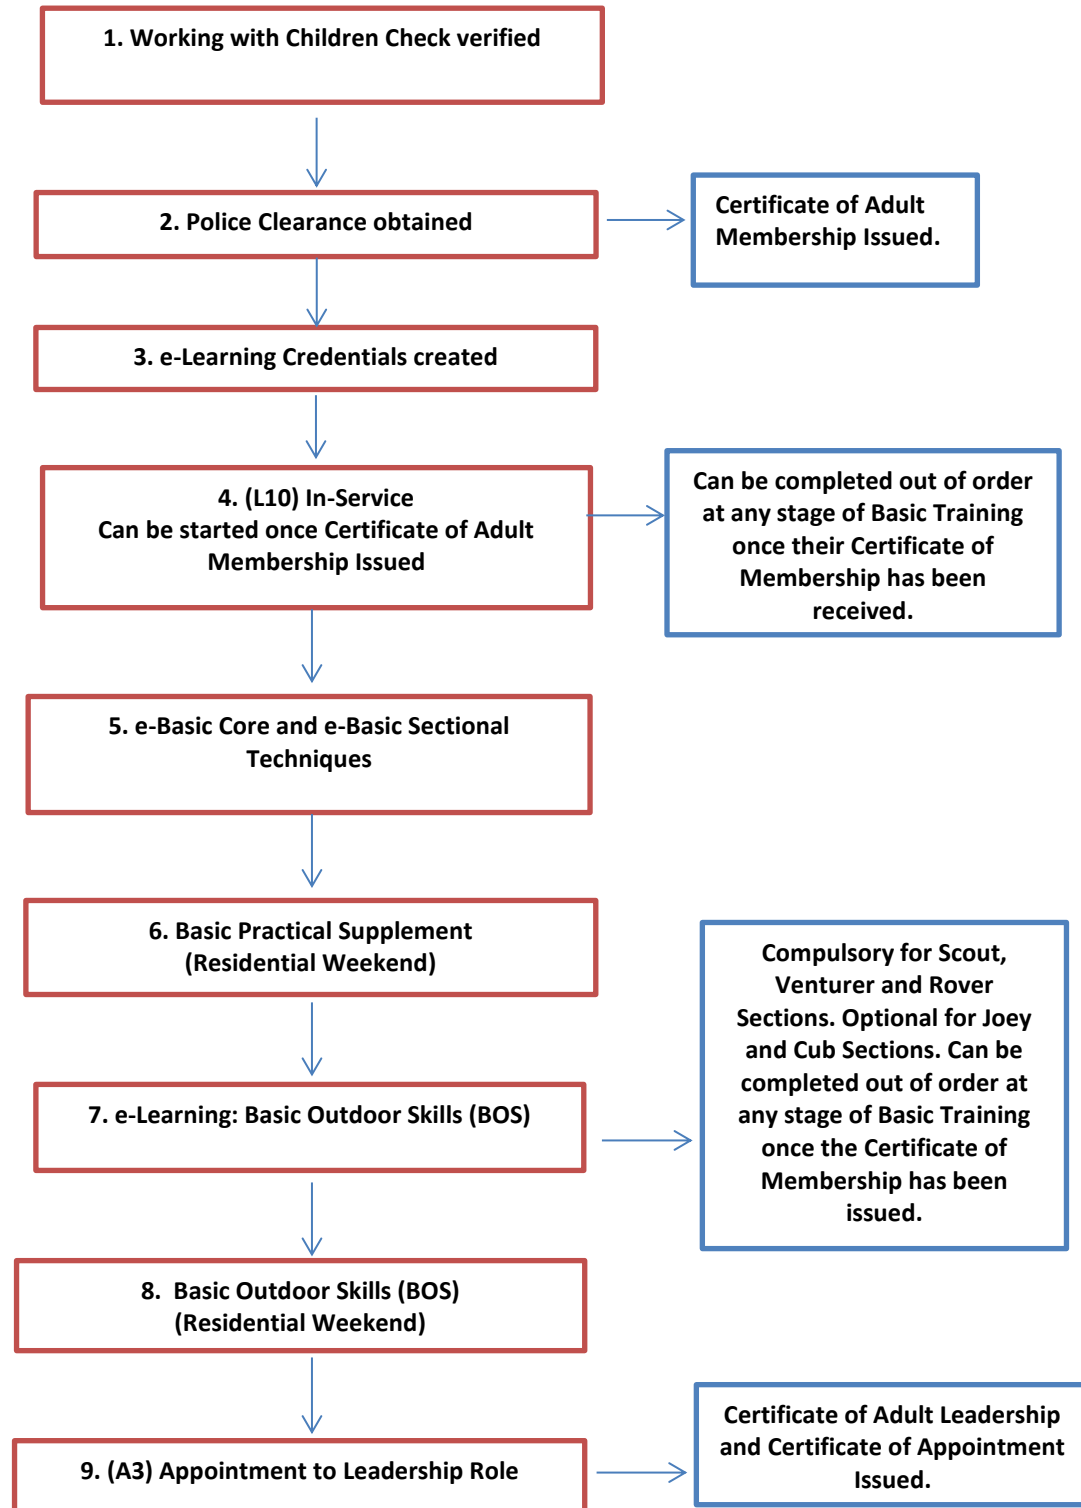 1. Working with Children Check verified
2. Police Clearance obtained
Certificate of Adult
Membership Issued.
3. e-Learning Credentials created
4. (L10) In-Service
Can be started once Certificate of Adult
Membership Issued
Can be completed out of order
at any stage of Basic Training
once their Certificate of
Membership has been
received.
5. e-Basic Core and e-Basic Sectional
Techniques
6. Basic Practical Supplement
(Residential Weekend)
7. e-Learning: Basic Outdoor Skills (BOS)
Compulsory for Scout,
Venturer and Rover
Sections. Optional for Joey
and Cub Sections. Can be
completed out of order at
any stage of Basic Training
once the Certificate of
Membership has been
issued.
8. Basic Outdoor Skills (BOS)
(Residential Weekend)
9. (A3) Appointment to Leadership Role
Certificate of Adult Leadership
and Certificate of Appointment
Issued.